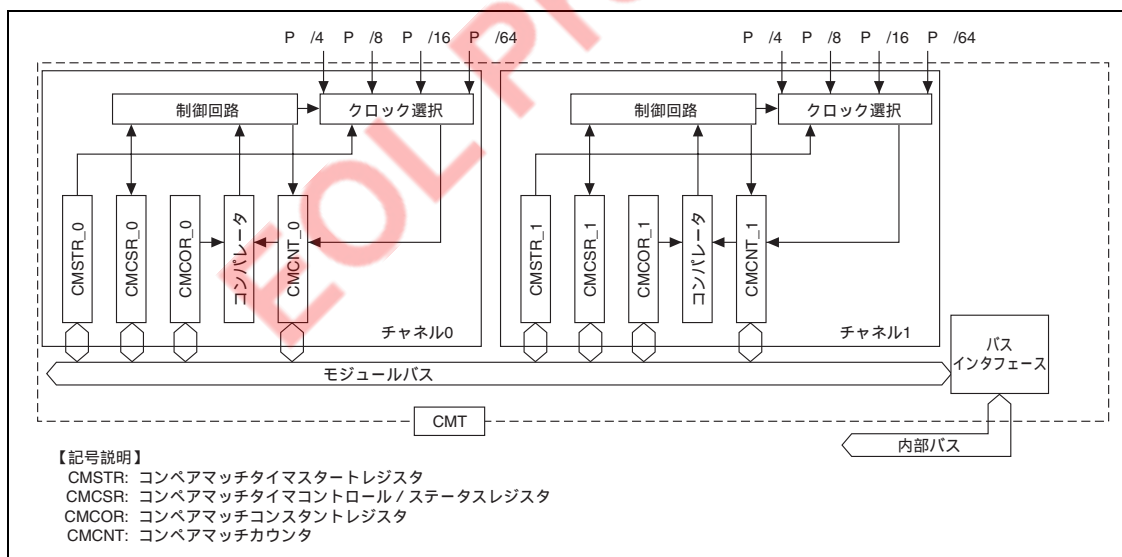 P /4 P /8 P /16 P /64
P /4 P /8 P /16 P /64
制御回路
クロック選択
制御回路
クロック選択
CMSTR_0
CMCSR_0
CMCOR_0
コンパレータ
CMCNT_0
CMSTR_1
CMCSR_1
CMCOR_1
コンパレータ
CMCNT_1
チャネル0
チャネル1
モジュールバス
バス
インタフェース
CMT
内部バス
【記号説明】
CMSTR: コンペアマッチタイマスタートレジスタ
CMCSR: コンペアマッチタイマコントロール / ステータスレジスタ
CMCOR: コンペアマッチコンスタントレジスタ
CMCNT: コンペアマッチカウンタ